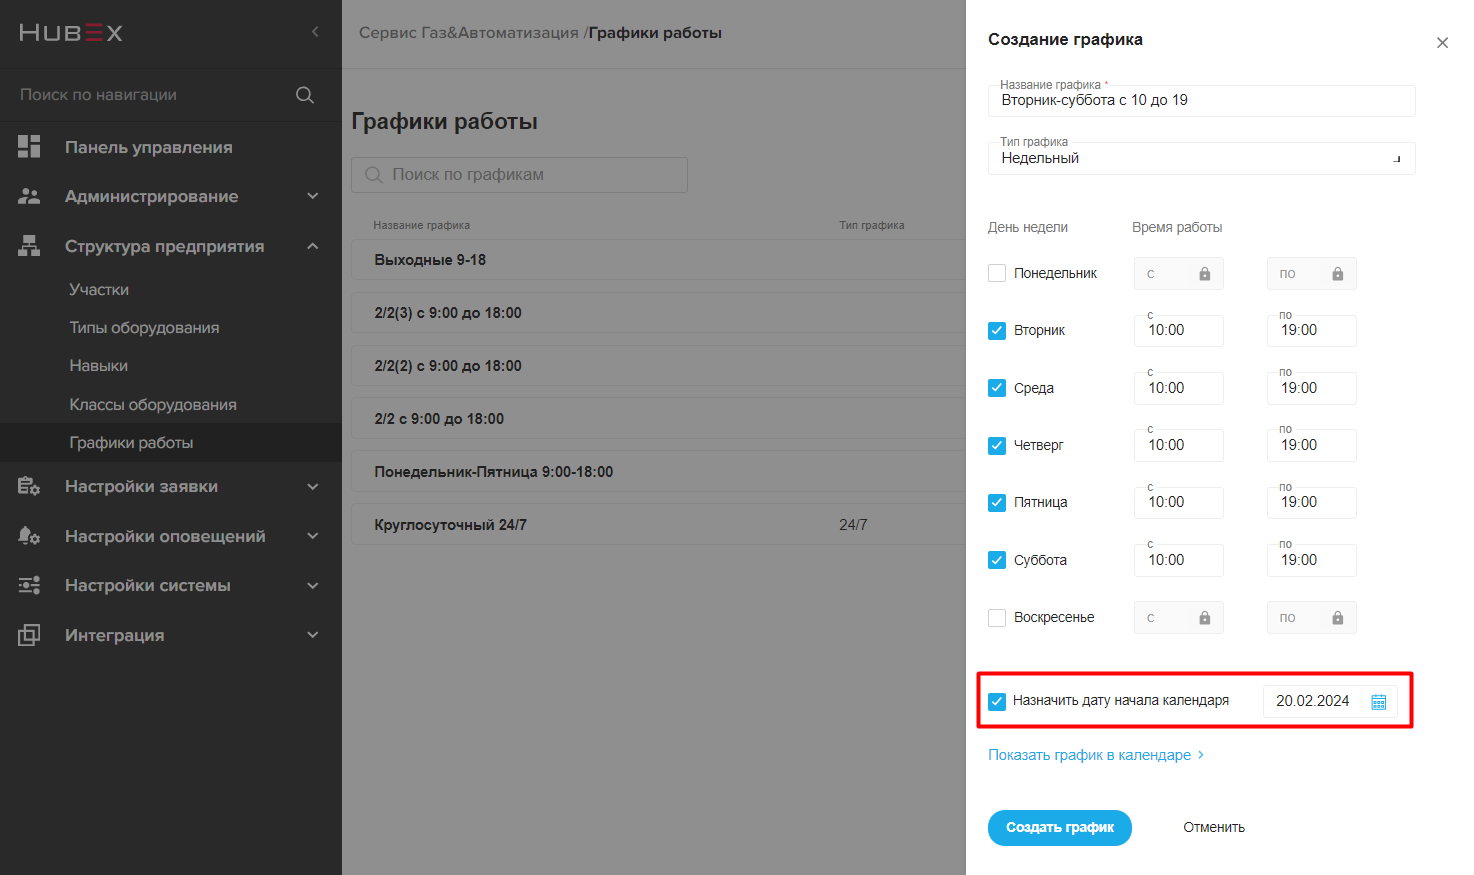 HUBEX
Поиск по навигации
Панель управления
Администрирование
Структура предприятия
Участки
Типы оборудования
Навыки
Классы оборудования
Графики работы
Настройки заявки
Настройки оповещений
Настройки системы
Интеграция
Сервис Газ&Автоматизация /Графики работы
Графики работы
Поиск по графикам
Название графика Тип графика
Выходные 9-18
2/2(3) с 9:00 до 18:00
2/2(2) с 9:00 до 18:00
2/2 с 9:00 до 18:00
Понедельник-Пятница 9:00-18:00
Круглосуточный 24/7 24/7
Создание графика
Название графика *
Вторник-суббота с 10 до 19
Тип графика
Недельный
День недели Время работы
Понедельник с по
с по
Вторник 10:00 19:00
с по
Среда 10:00 19:00
с по
Четверг 10:00 19:00
с по
Пятница 10:00 19:00
с по
Суббота 10:00 19:00
Воскресенье с по
Назначить дату начала календаря 20.02.2024
Показать график в календаре
Создать график Отменить